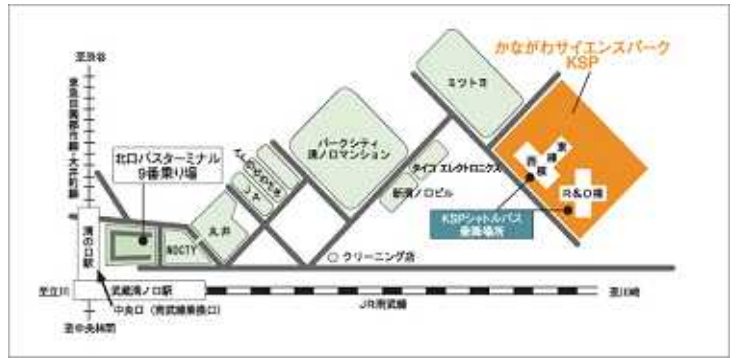 至渋谷
かながわサイエンスパーク
KSP
ミツトヨ
東急田園都市線・大井町線
北口バスターミナル
9番乗り場
パークシティ
溝ノ口マンション
タイコ エレクトロニクス
新溝ノ口ビル
西棟
東棟
R&D棟
KSPシャトルバス
乗降場所
丸井
NOCTY
溝の口駅
クリーニング店
至立川
武蔵溝ノ口駅
JR南武線
至川崎
中央口(南武線乗換口)
至中央林間